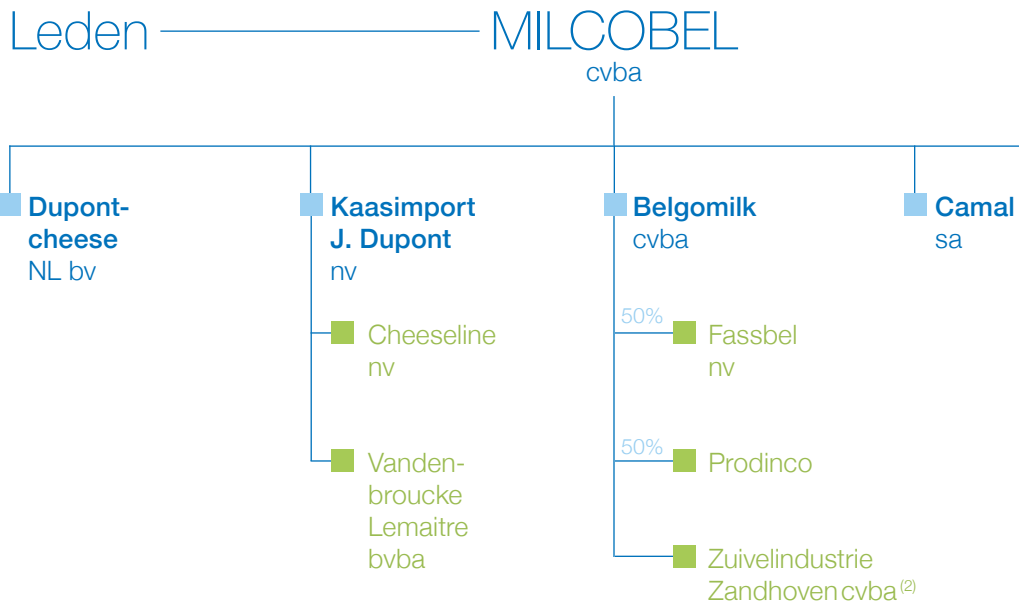 Leden MILCOBEL
cvba
Dupont-
cheese
NL bv
Kaasimport
J. Dupont
nv
Cheeseline
nv
Vanden-
broucke
Lemaitre
bvba
Belgomilk
cvba
50%
Fassbel
nv
50%
Prodinco
Zuivelindustrie
Zandhoven cvba (2)
Camal
sa